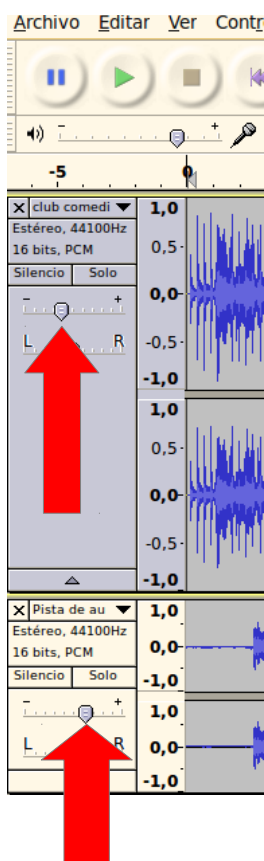 Archivo Editar Ver Contr
- +
-5 0
club comedi 1,0
Estéreo, 44100Hz
16 bits, PCM 0,5
Silencio Solo
- + 0,0
L R -0,5
-1,0
1,0
0,5
0,0
-0,5
-1,0
Pista de au 1,0
Estéreo, 44100Hz
16 bits, PCM 0,0
Silencio Solo -1,0
- + 1,0
L R 0,0
-1,0